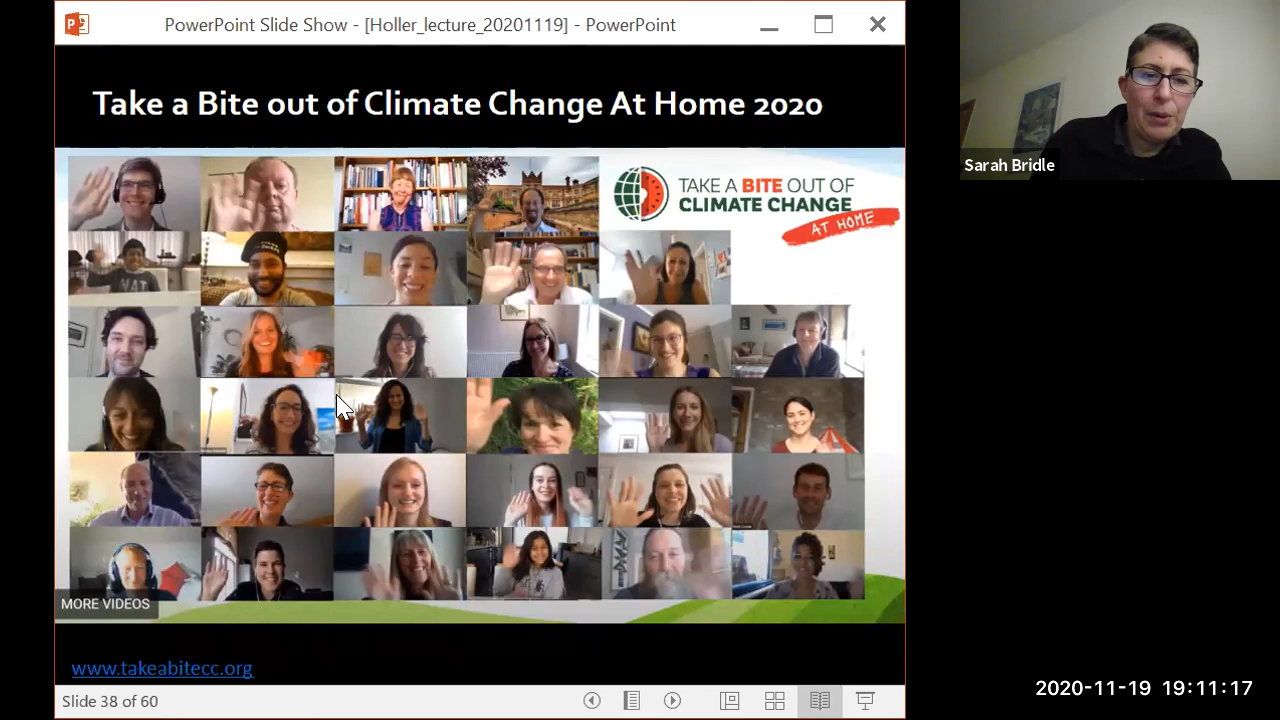 PowerPoint Slide Show - [Holler_lecture_20201119] - PowerPoint
Take a Bite out of Climate Change At Home 2020
TAKE A BITE OUT OF
CLIMATE CHANGE
AT HOME
Sarah Bridle
MORE VIDEOS
www.takeabitecc.org
Slide 38 of 60
2020-11-19 19:11:17